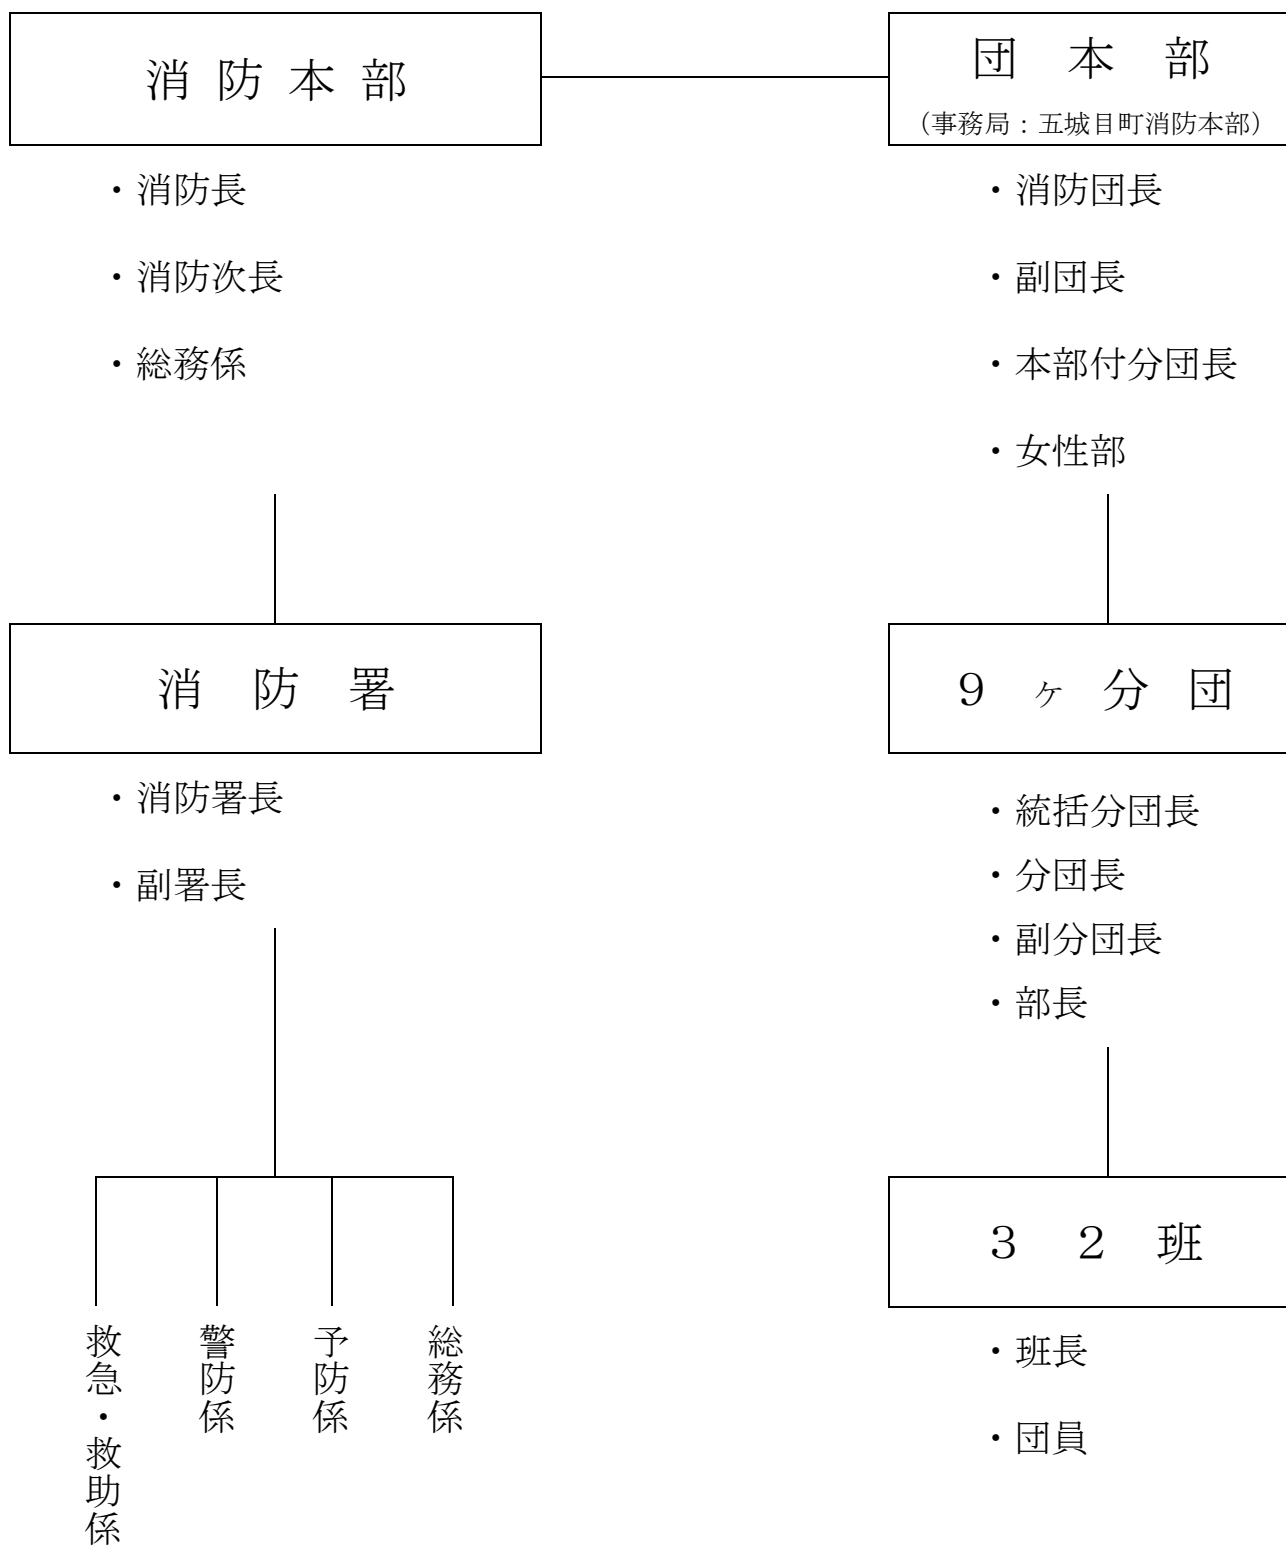 消防本部
・消防長
・消防次長
・総務係
消防署
・消防署長
・副署長
救急・救助係
警防係
予防係
総務係
団本部
（事務局：五城目町消防本部）
・消防団長
・副団長
・本部付分団長
・女性部
９ヶ分団
・統括分団長
・分団長
・副分団長
・部長
３２班
・班長
・団員